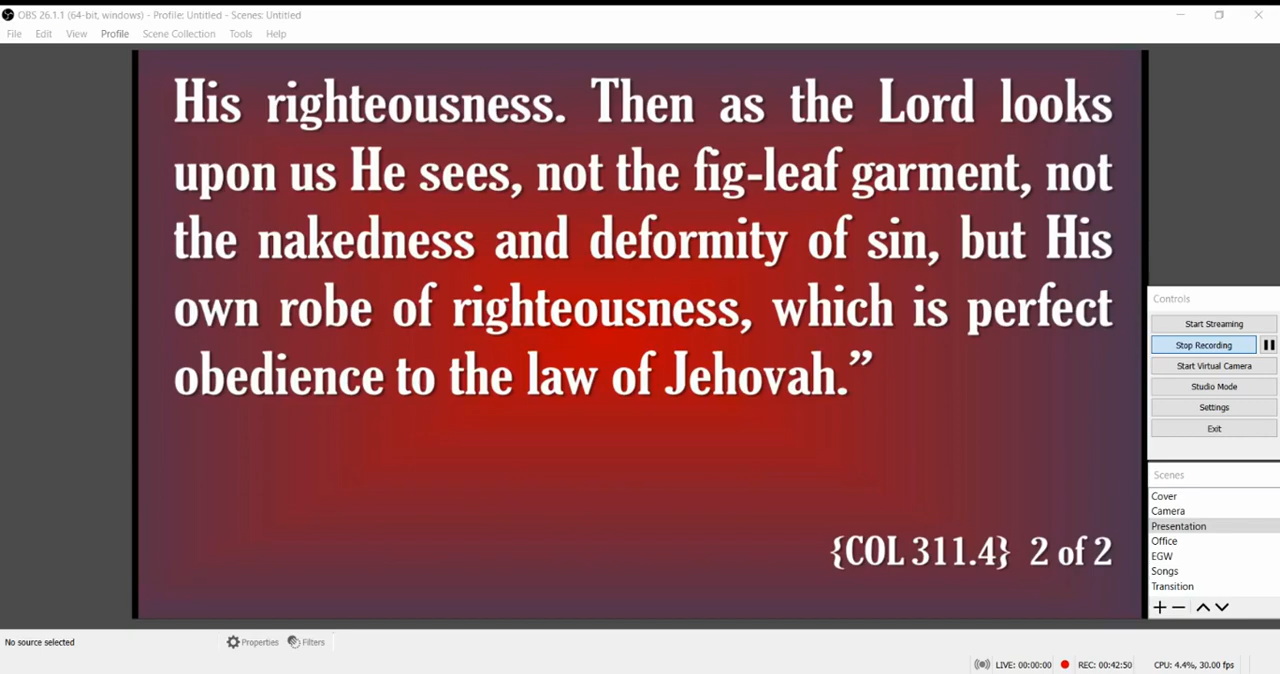 OBS 26.1.1 (64-bit, windows) - Profile: Untitled - Scenes: Untitled
File Edit View Profile Scene Collection Tools Help
His righteousness. Then as the Lord looks
upon us He sees, not the fig-leaf garment, not
the nakedness and deformity of sin, but His
own robe of righteousness, which is perfect
obedience to the law of Jehovah.”
{COL 311.4} 2 of 2
Controls
Start Streaming
Stop Recording
Start Virtual Camera
Studio Mode
Settings
Exit
Scenes
Cover
Camera
Presentation
Office
EGW
Songs
Transition
No source selected Properties Filters
LIVE: 00:00:00 REC: 00:42:50 CPU: 4.4%, 30.00 fps